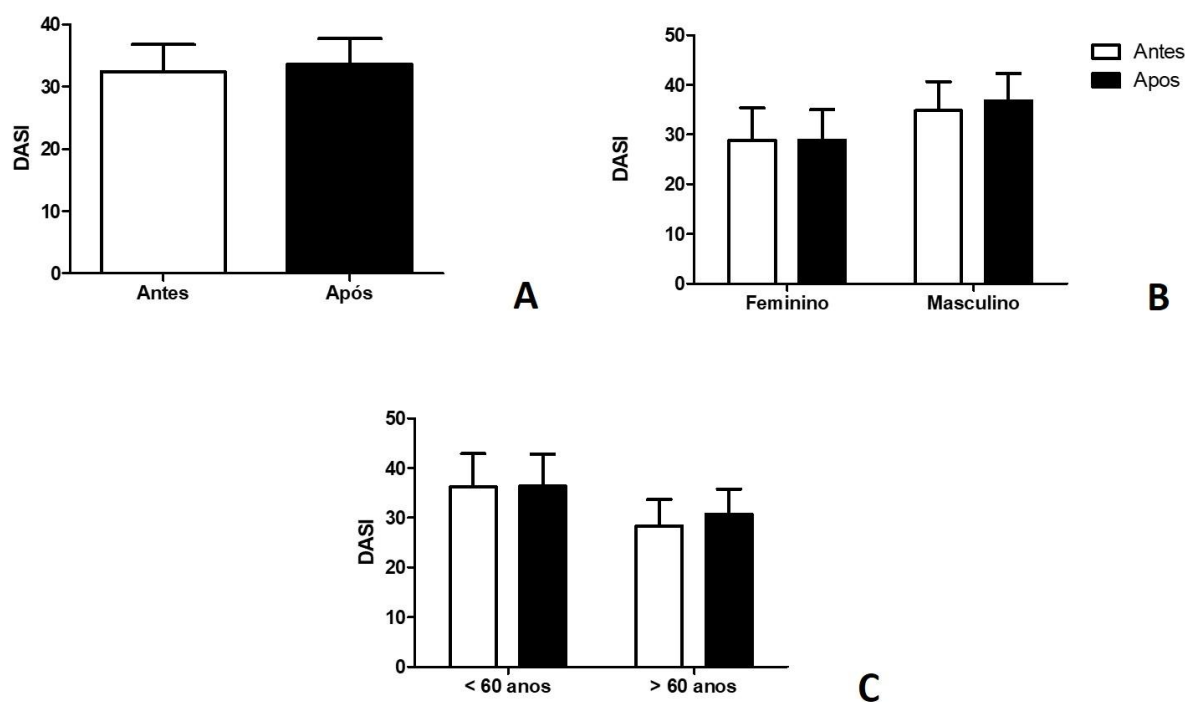 40
30
20
10
0
DASI
Antes Após
A
50
40
30
20
10
0
DASI
Feminino Masculino
Antes
Apos
B
50
40
30
20
10
0
DASI
< 60 anos > 60 anos
C